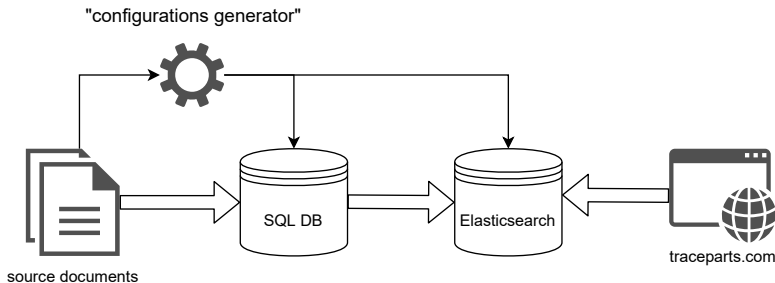 "configurations generator"
SQL DB
Elasticsearch
traceparts.com
source documents